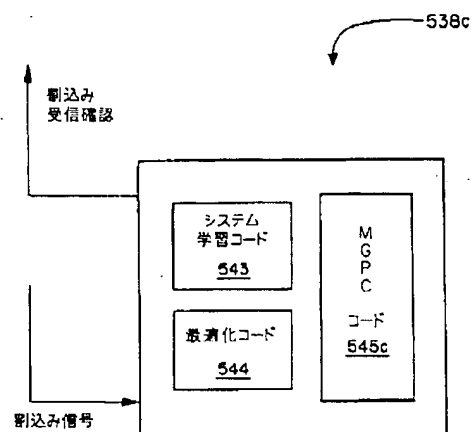 538c
割込み
受信確認
システム
学習コード
543
M
G
P
C
コード
545c
最適化コード
544
割込み信号